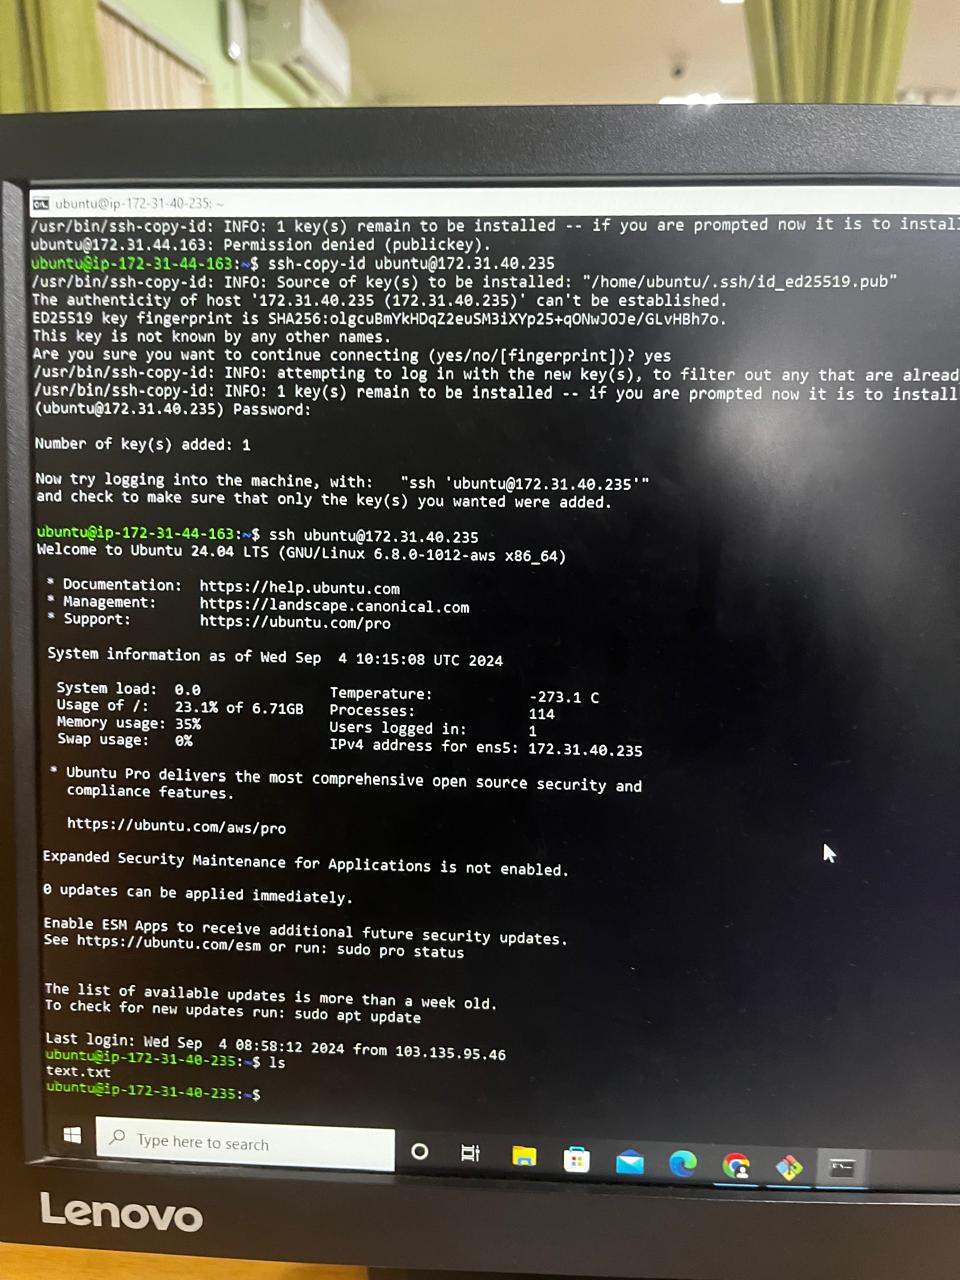 ubuntu@ip-172-31-40-235: ~
/usr/bin/ssh-copy-id: INFO: 1 key(s) remain to be installed -- if you are prompted now it is to instal
ubuntu@172.31.44.163: Permission denied (publickey).
ubuntu@ip-172-31-44-163:~$ ssh-copy-id ubuntu@172.31.40.235
/usr/bin/ssh-copy-id: INFO: Source of key(s) to be installed: "/home/ubuntu/.ssh/id_ed25519.pub"
The authenticity of host '172.31.40.235 (172.31.40.235)' can't be established.
ED25519 key fingerprint is SHA256:olgcuBmYkHDqZ2euSM3iXYp25+qONwJOJe/GLvHBh7o.
This key is not known by any other names.
Are you sure you want to continue connecting (yes/no/[fingerprint])? yes
/usr/bin/ssh-copy-id: INFO: attempting to log in with the new key(s), to filter out any that are alread
/usr/bin/ssh-copy-id: INFO: 1 key(s) remain to be installed -- if you are prompted now it is to install
(ubuntu@172.31.40.235) Password:
Number of key(s) added: 1
Now try logging into the machine, with:   "ssh 'ubuntu@172.31.40.235'"
and check to make sure that only the key(s) you wanted were added.
ubuntu@ip-172-31-44-163:~$ ssh ubuntu@172.31.40.235
Welcome to Ubuntu 24.04 LTS (GNU/Linux 6.8.0-1012-aws x86_64)
* Documentation:  https://help.ubuntu.com
* Management:     https://landscape.canonical.com
* Support:        https://ubuntu.com/pro
System information as of Wed Sep  4 10:15:08 UTC 2024
System load:  0.0    Temperature:    -273.1 C
Usage of /:   23.1% of 6.71GB    Processes:    114
Memory usage: 35%    Users logged in:    1
Swap usage:   0%    IPv4 address for ens5: 172.31.40.235
* Ubuntu Pro delivers the most comprehensive open source security and
compliance features.
https://ubuntu.com/aws/pro
Expanded Security Maintenance for Applications is not enabled.
0 updates can be applied immediately.
Enable ESM Apps to receive additional future security updates.
See https://ubuntu.com/esm or run: sudo pro status
The list of available updates is more than a week old.
To check for new updates run: sudo apt update
Last login: Wed Sep  4 08:58:12 2024 from 103.135.95.46
ubuntu@ip-172-31-40-235:~$ ls
text.txt
ubuntu@ip-172-31-40-235:~$
Type here to search
Lenovo